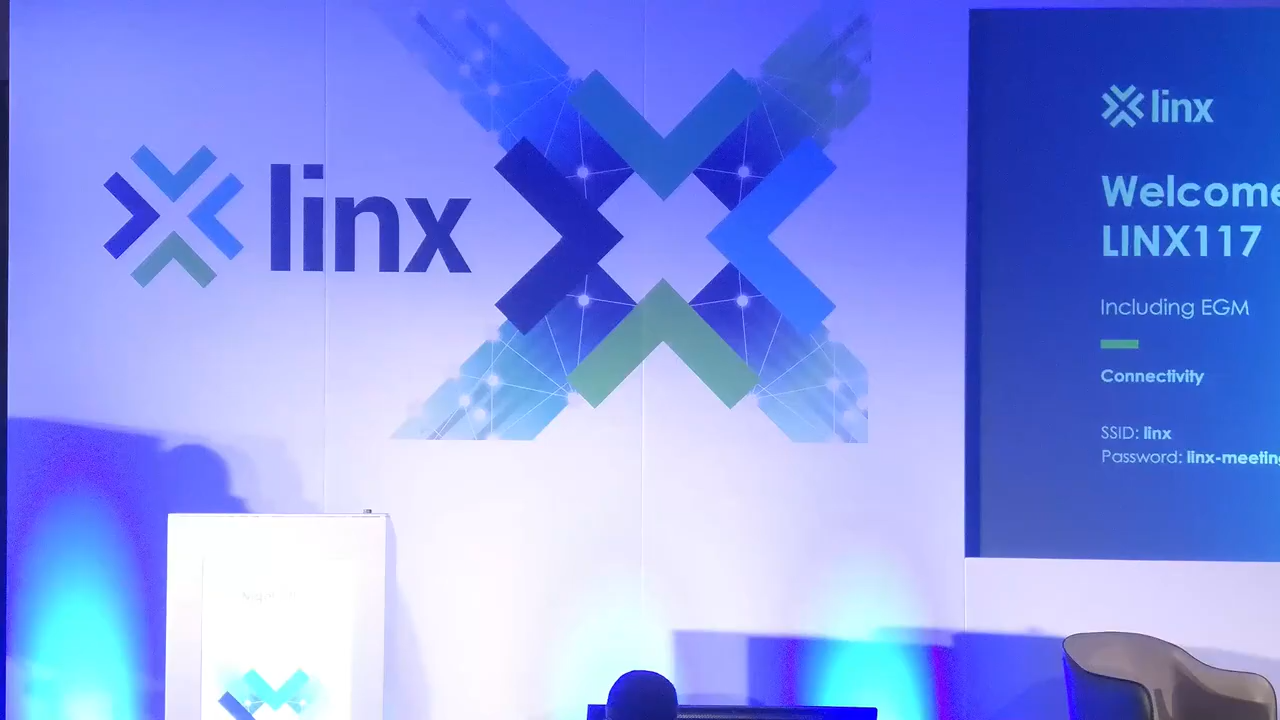 linx
linx
Welcome
LINX117
Including EGM
Connectivity
SSID: linx
Password: linx-meeting